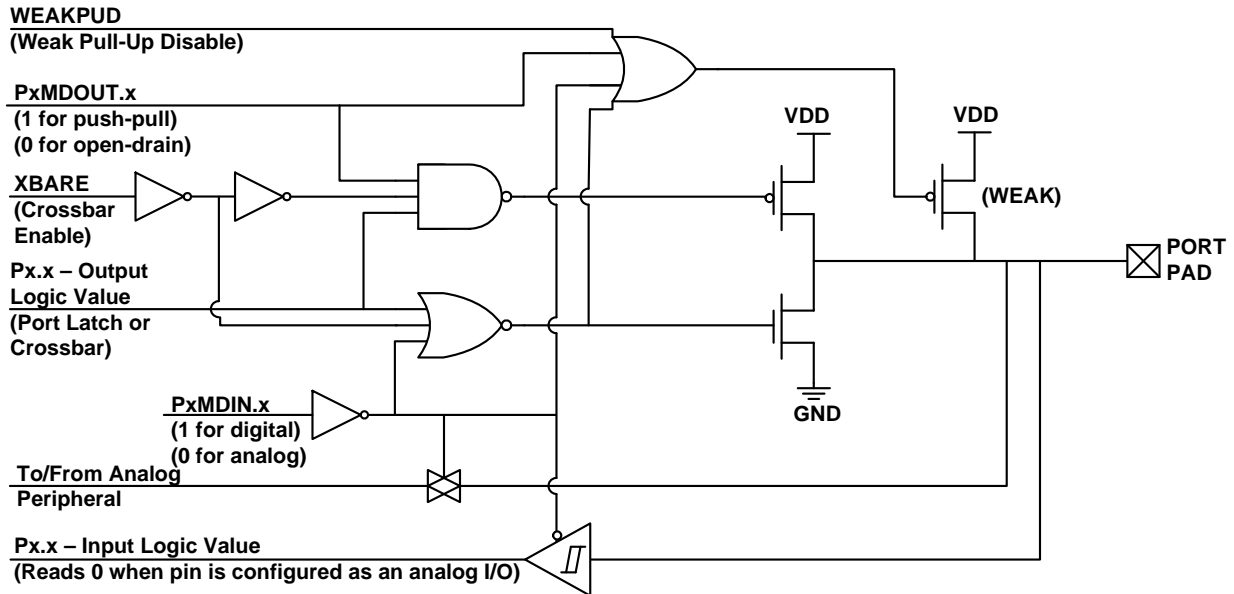 WEAKPUD
(Weak Pull-Up Disable)
PxMDOUT.x
(1 for push-pull)
(0 for open-drain)
XBARE
(Crossbar
Enable)
Px.x – Output
Logic Value
(Port Latch or
Crossbar)
PxMDIN.x
(1 for digital)
(0 for analog)
To/From Analog
Peripheral
Px.x – Input Logic Value
(Reads 0 when pin is configured as an analog I/O)
VDD
VDD
(WEAK)
GND
PORT
PAD